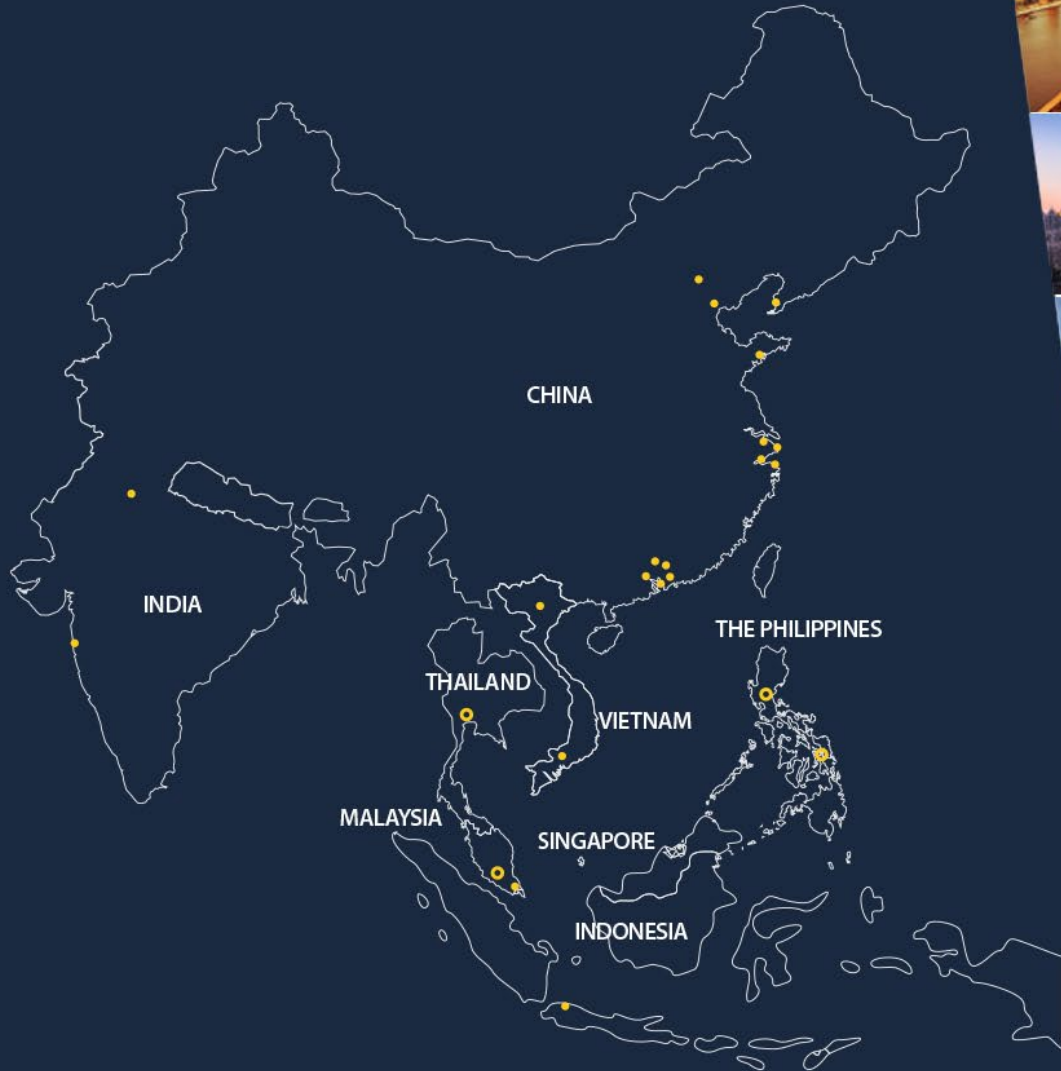 CHINA
INDIA
THE PHILIPPINES
THAILAND
VIETNAM
MALAYSIA
SINGAPORE
INDONESIA